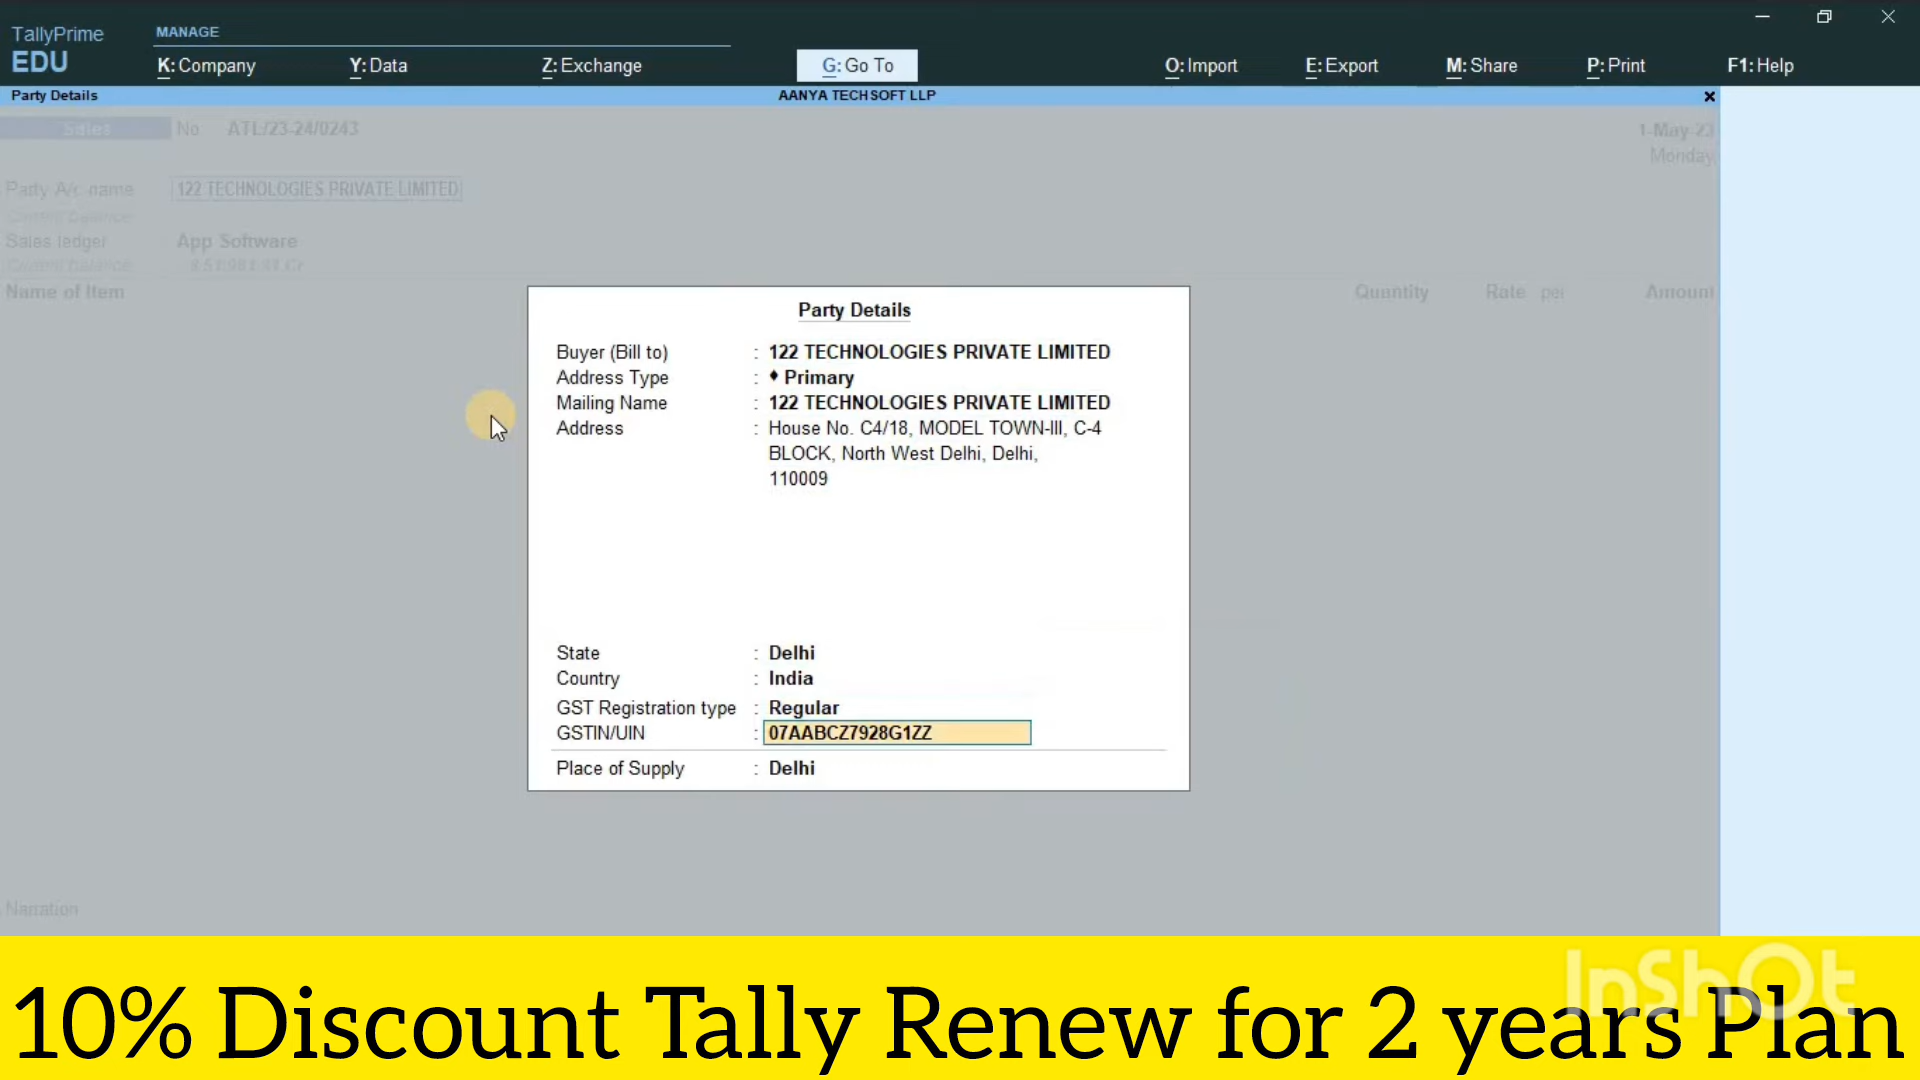 TallyPrime
EDU
MANAGE
K: Company
Y: Data
Z: Exchange
G: Go To
O: Import
E: Export
M: Share
P: Print
F1: Help
Party Details
AANYA TECHSOFT LLP
Sales
No
ATL/23-24/0243
1-May-23
Monday
Party A/c name
122 TECHNOLOGIES PRIVATE LIMITED
Current balance
Sales ledger
App Software
Current balance
Name of Item
Quantity
Rate per
Amount
Party Details
Buyer (Bill to) : 122 TECHNOLOGIES PRIVATE LIMITED
Address Type : ♦ Primary
Mailing Name : 122 TECHNOLOGIES PRIVATE LIMITED
Address : House No. C4/18, MODEL TOWN-III, C-4
BLOCK, North West Delhi, Delhi,
110009
State : Delhi
Country : India
GST Registration type : Regular
GSTIN/UIN : 07AABCZ7928G1ZZ
Place of Supply : Delhi
Narration
InShOt
10% Discount Tally Renew for 2 years Plan